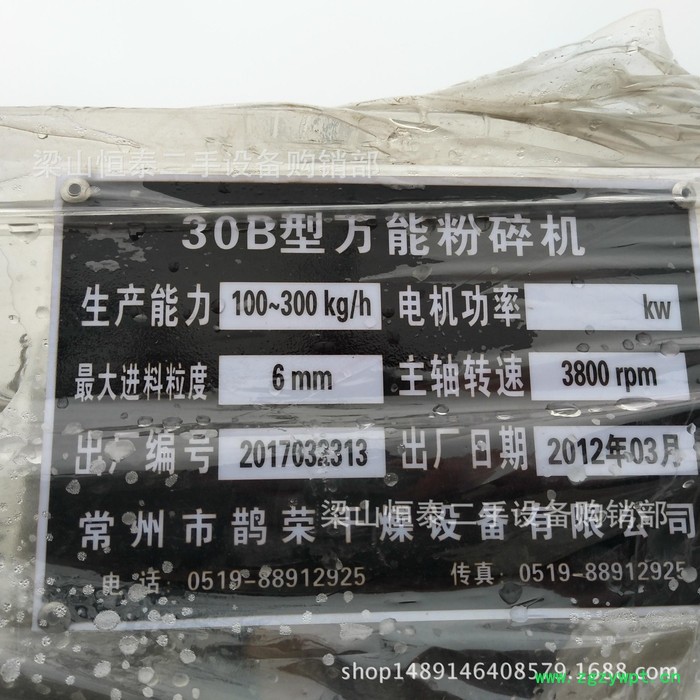 梁山恒泰二手设备购销部
30B型万能粉碎机
生产能力 100~300 kg/h 电机功率 kw
最大进料粒度 6 mm 主轴转速 3800 rpm
出厂编号 2017032313 出厂日期 2012年03月
梁山恒泰二手设备购销部
常州市鹊荣干燥设备有限公司
电话: 0519-88912925 传真: 0519-88912925
shop1489146408579.1688.com
www.zgzywpt.cn